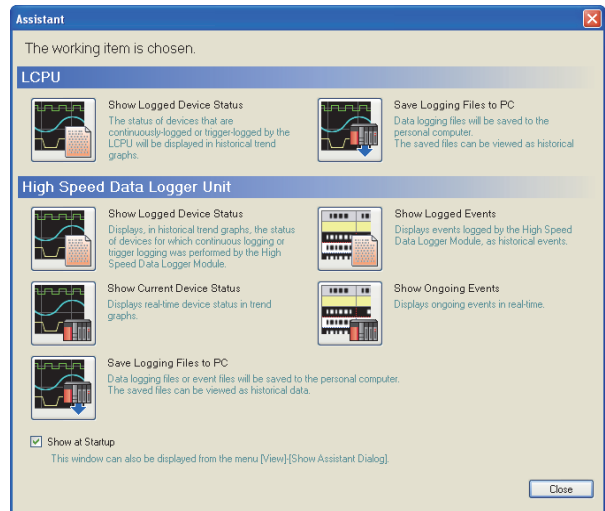 Assistant
The working item is chosen.
LCPU
Show Logged Device Status
The status of devices that are
continuously-logged or trigger-logged by the
LCPU will be displayed in historical trend
graphs.
Save Logging Files to PC
Data logging files will be saved to the
personal computer.
The saved files can be viewed as historical
High Speed Data Logger Unit
Show Logged Device Status
Displays, in historical trend graphs, the status
of devices for which continuous logging or
trigger logging was performed by the High
Speed Data Logger Module.
Show Logged Events
Displays events logged by the High Speed
Data Logger Module, as historical events.
Show Current Device Status
Displays real-time device status in trend
graphs.
Show Ongoing Events
Displays ongoing events in real-time.
Save Logging Files to PC
Data logging files or event files will be saved to the personal computer.
The saved files can be viewed as historical data.
Show at Startup
This window can also be displayed from the menu [View]-[Show Assistant Dialog].
Close